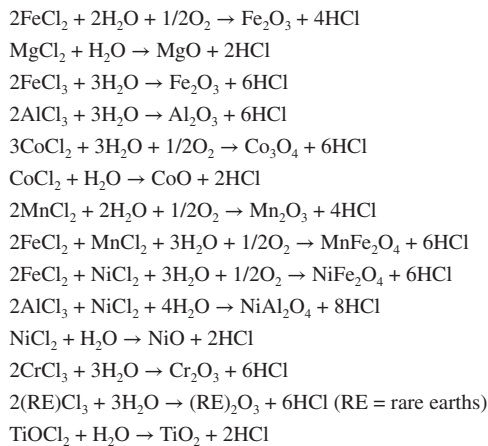 2FeCl₂ + 2H₂O + 1/2O₂ → Fe₂O₃ + 4HCl
MgCl₂ + H₂O → MgO + 2HCl
2FeCl₃ + 3H₂O → Fe₂O₃ + 6HCl
2AlCl₃ + 3H₂O → Al₂O₃ + 6HCl
3CoCl₂ + 3H₂O + 1/2O₂ → Co₃O₄ + 6HCl
CoCl₂ + H₂O → CoO + 2HCl
2MnCl₂ + 2H₂O + 1/2O₂ → Mn₂O₃ + 4HCl
2FeCl₂ + MnCl₂ + 3H₂O + 1/2O₂ → MnFe₂O₄ + 6HCl
2FeCl₂ + NiCl₂ + 3H₂O + 1/2O₂ → NiFe₂O₄ + 6HCl
2AlCl₃ + NiCl₂ + 4H₂O → NiAl₂O₄ + 8HCl
NiCl₂ + H₂O → NiO + 2HCl
2CrCl₃ + 3H₂O → Cr₂O₃ + 6HCl
2(RE)Cl₃ + 3H₂O → (RE)₂O₃ + 6HCl (RE = rare earths)
TiOCl₂ + H₂O → TiO₂ + 2HCl